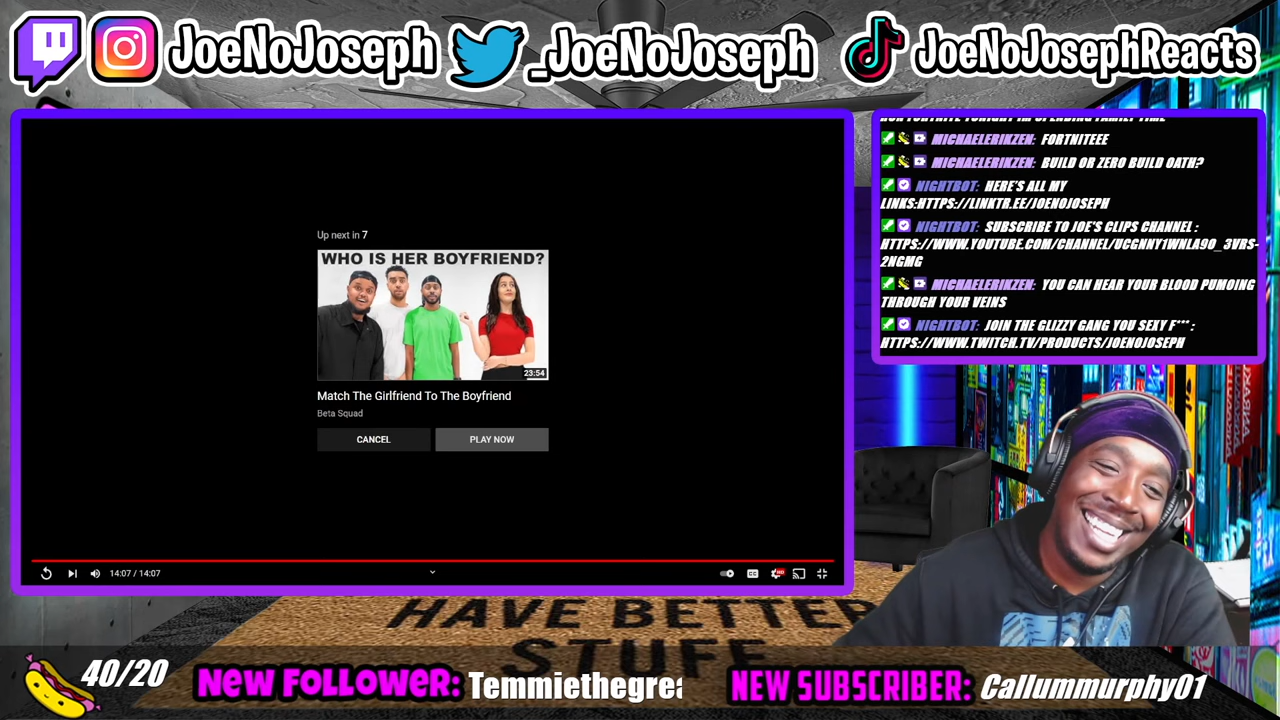 JoeNoJoseph
_JoeNoJoseph
JoeNoJosephReacts
Up next in 7
WHO IS HER BOYFRIEND?
23:54
Match The Girlfriend To The Boyfriend
Beta Squad
CANCEL
PLAY NOW
14:07 / 14:07
CC
MICHAELERIKZEN: FORTNITEEE
MICHAELERIKZEN: BUILD OR ZERO BUILD OATH?
NIGHTBOT: HERE'S ALL MY
LINKS:HTTPS://LINKTR.EE/JOENOJOSEPH
NIGHTBOT: SUBSCRIBE TO JOE'S CLIPS CHANNEL :
MICHAELERIKZEN: YOU CAN HEAR YOUR BLOOD PUMOING
THROUGH YOUR VEINS
NIGHTBOT: JOIN THE GLIZZY GANG YOU SEXY F*** :
HTTPS://WWW.TWITCH.TV/PRODUCTS/JOENOJOSEPH
HAVE BETTER
STUFF
40/20
NEW FOLLOWER: Temmiethegrea
NEW SUBSCRIBER: Callummurphy01